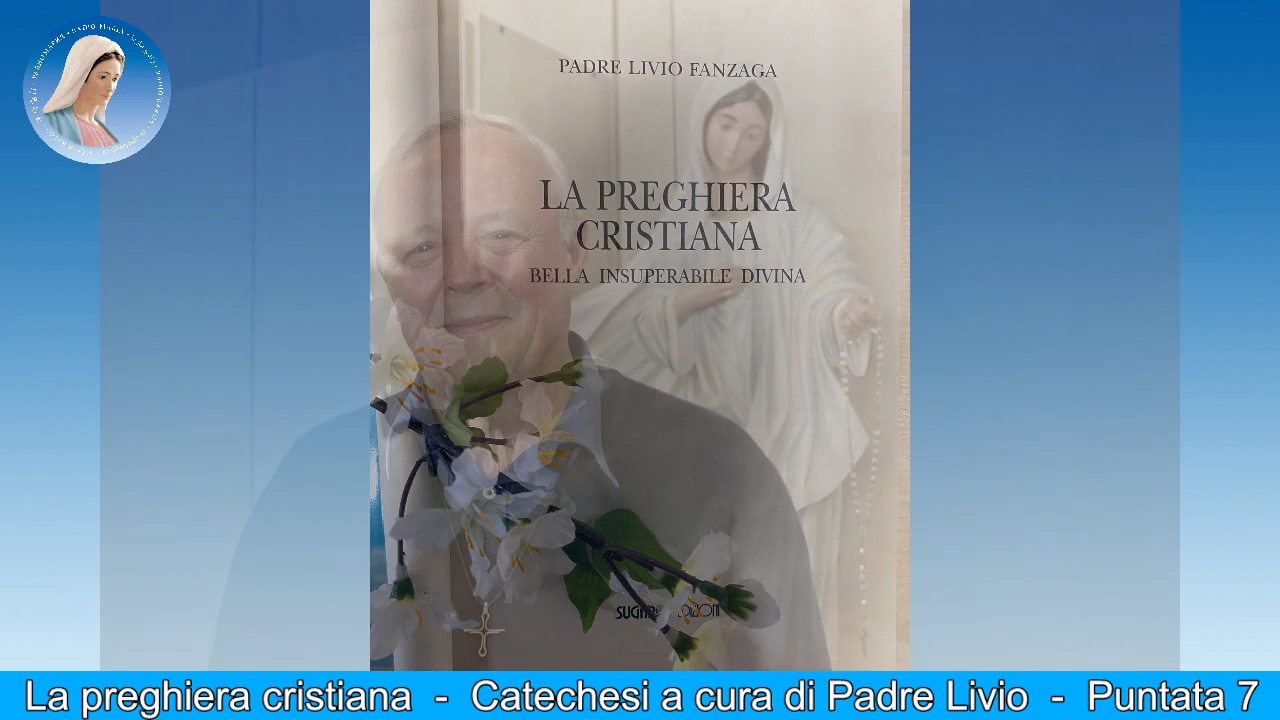 PADRE LIVIO FANZAGA
LA PREGHIERA
CRISTIANA
BELLA INSUPERABILE DIVINA
La preghiera cristiana - Catechesi a cura di Padre Livio - Puntata 7